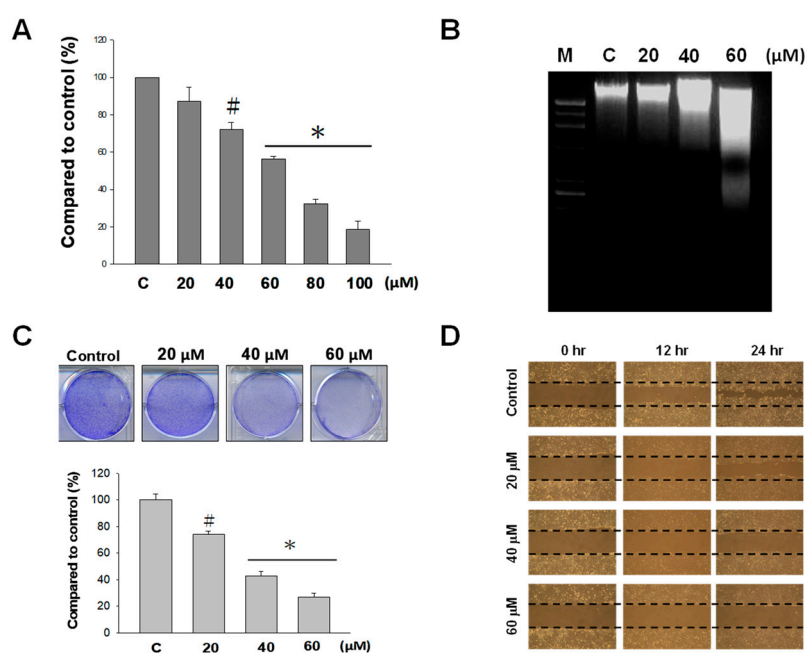 A
Compared to control (%)
120
100
80
60
40
20
0
#
*
C 20 40 60 80 100 (μM)
B
M C 20 40 60 (μM)
C
Control 20 μM 40 μM 60 μM
Compared to control (%)
120
100
80
60
40
20
0
#
*
C 20 40 60 (μM)
D
0 hr 12 hr 24 hr
Control
20 μM
40 μM
60 μM